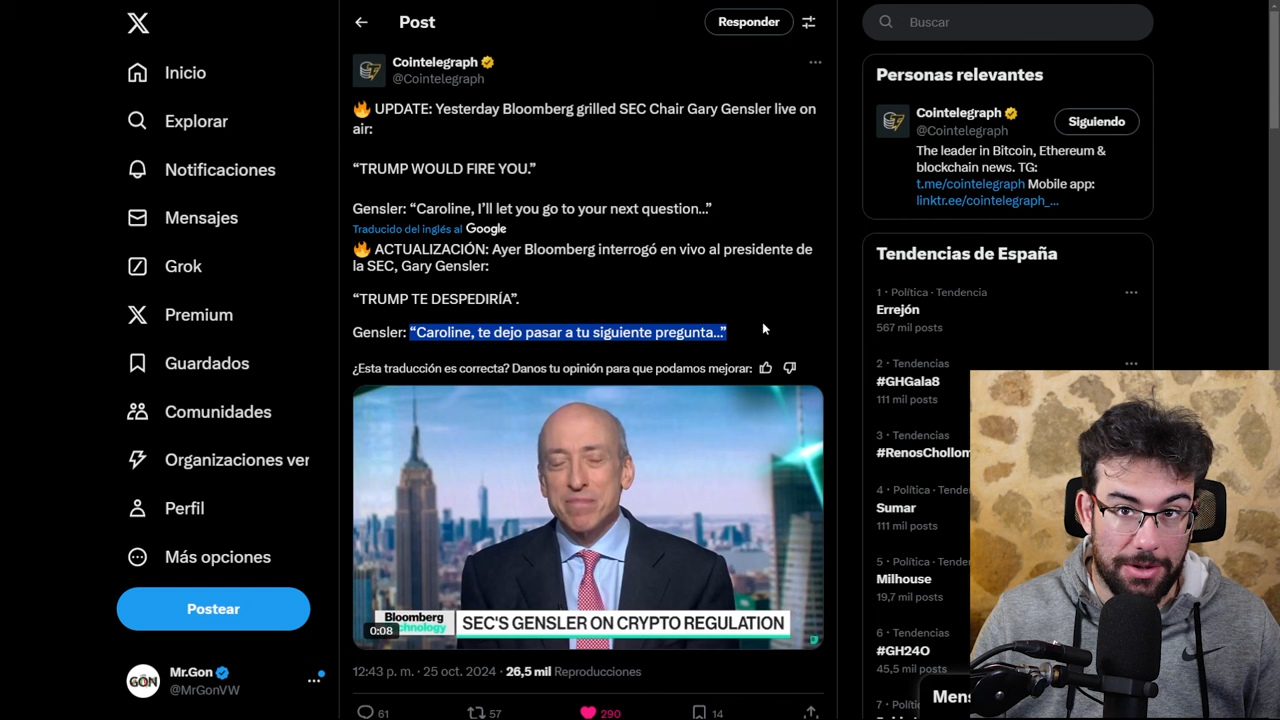 Inicio
Explorar
Notificaciones
Mensajes
Grok
Premium
Guardados
Comunidades
Organizaciones ver
Perfil
Más opciones
Postear
Mr.Gon
@MrGonVW
GON
Post
Responder
Cointelegraph
@Cointelegraph
🔥 UPDATE: Yesterday Bloomberg grilled SEC Chair Gary Gensler live on
air:
“TRUMP WOULD FIRE YOU.”
Gensler: “Caroline, I’ll let you go to your next question...”
Traducido del inglés al Google
🔥 ACTUALIZACIÓN: Ayer Bloomberg interrogó en vivo al presidente de
la SEC, Gary Gensler:
“TRUMP TE DESPEDIRÍA”.
Gensler: “Caroline, te dejo pasar a tu siguiente pregunta...”
¿Esta traducción es correcta? Danos tu opinión para que podamos mejorar:
Bloomberg
Technology
0:08
SEC'S GENSLER ON CRYPTO REGULATION
12:43 p. m. · 25 oct. 2024 · 26,5 mil Reproducciones
61
57
290
14
Buscar
Personas relevantes
Cointelegraph
@Cointelegraph
Siguiendo
The leader in Bitcoin, Ethereum &
blockchain news. TG:
t.me/cointelegraph Mobile app:
linktr.ee/cointelegraph_...
Tendencias de España
1 · Política · Tendencia
Errejón
567 mil posts
2 · Tendencias
#GHGala8
111 mil posts
3 · Tendencias
#RenosChollom
4 · Tende
Sumar
111 mil posts
5 · Política · Tende
Milhouse
19,7 mil posts
6 · Tendencias
#GH24O
45,5 mil posts
7 ·
Mens